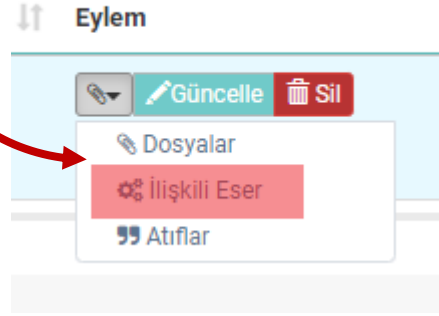 Eylem
Güncelle Sil
Dosyalar
İlişkili Eser
Atıflar